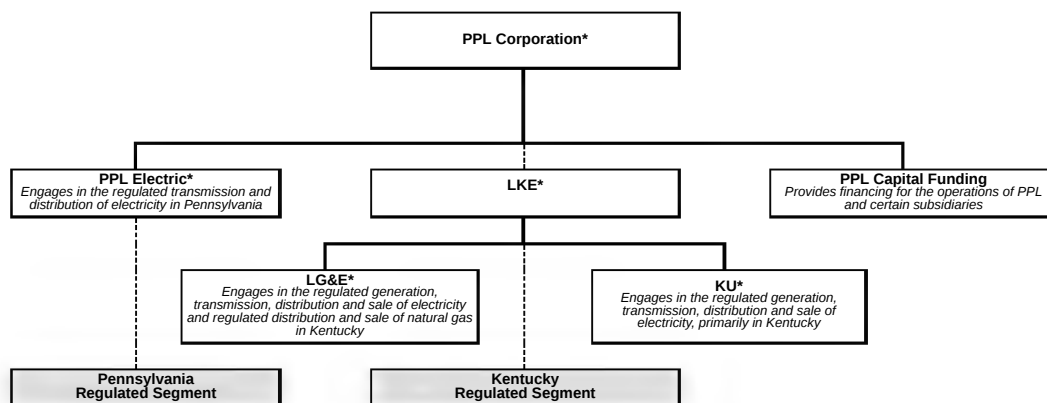 PPL Corporation*
PPL Electric*
Engages in the regulated transmission and
distribution of electricity in Pennsylvania
LKE*
PPL Capital Funding
Provides financing for the operations of PPL
and certain subsidiaries
LG&E*
Engages in the regulated generation,
transmission, distribution and sale of electricity
and regulated distribution and sale of natural gas
in Kentucky
KU*
Engages in the regulated generation,
transmission, distribution and sale of
electricity, primarily in Kentucky
Pennsylvania
Regulated Segment
Kentucky
Regulated Segment